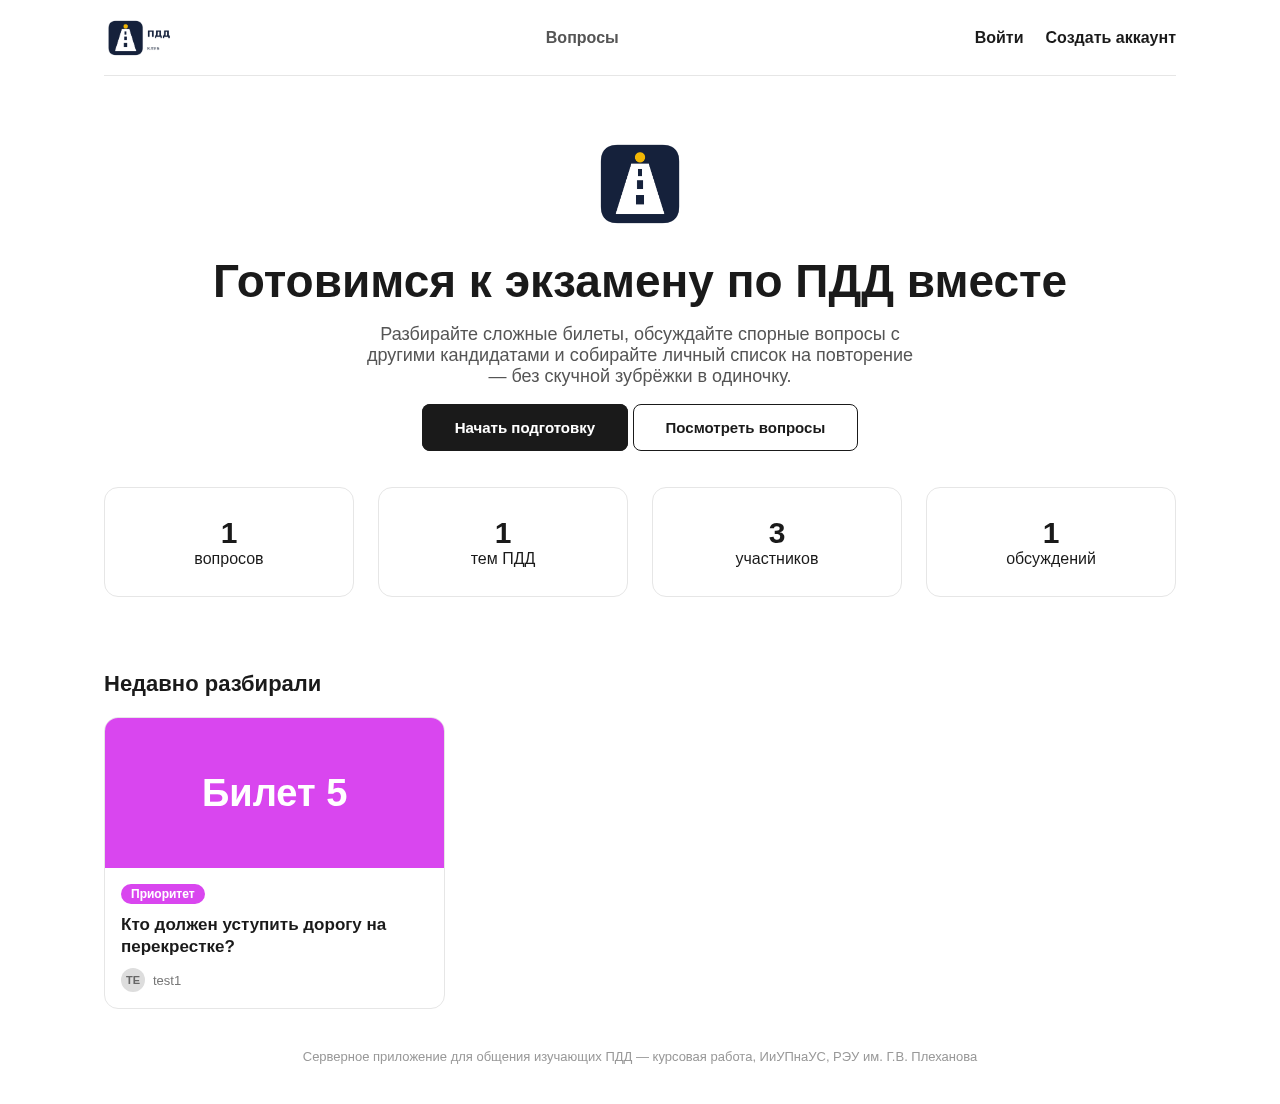 ПДД
Вопросы
Войти
Создать аккаунт
Готовимся к экзамену по ПДД вместе
Разбирайте сложные билеты, обсуждайте спорные вопросы с
другими кандидатами и собирайте личный список на повторение
— без скучной зубрёжки в одиночку.
Начать подготовку
Посмотреть вопросы
1
вопросов
1
тем ПДД
3
участников
1
обсуждений
Недавно разбирали
Билет 5
Приоритет
Кто должен уступить дорогу на
перекрестке?
TE
test1
Серверное приложение для общения изучающих ПДД — курсовая работа, ИиУПнаУС, РЭУ им. Г.В. Плеханова